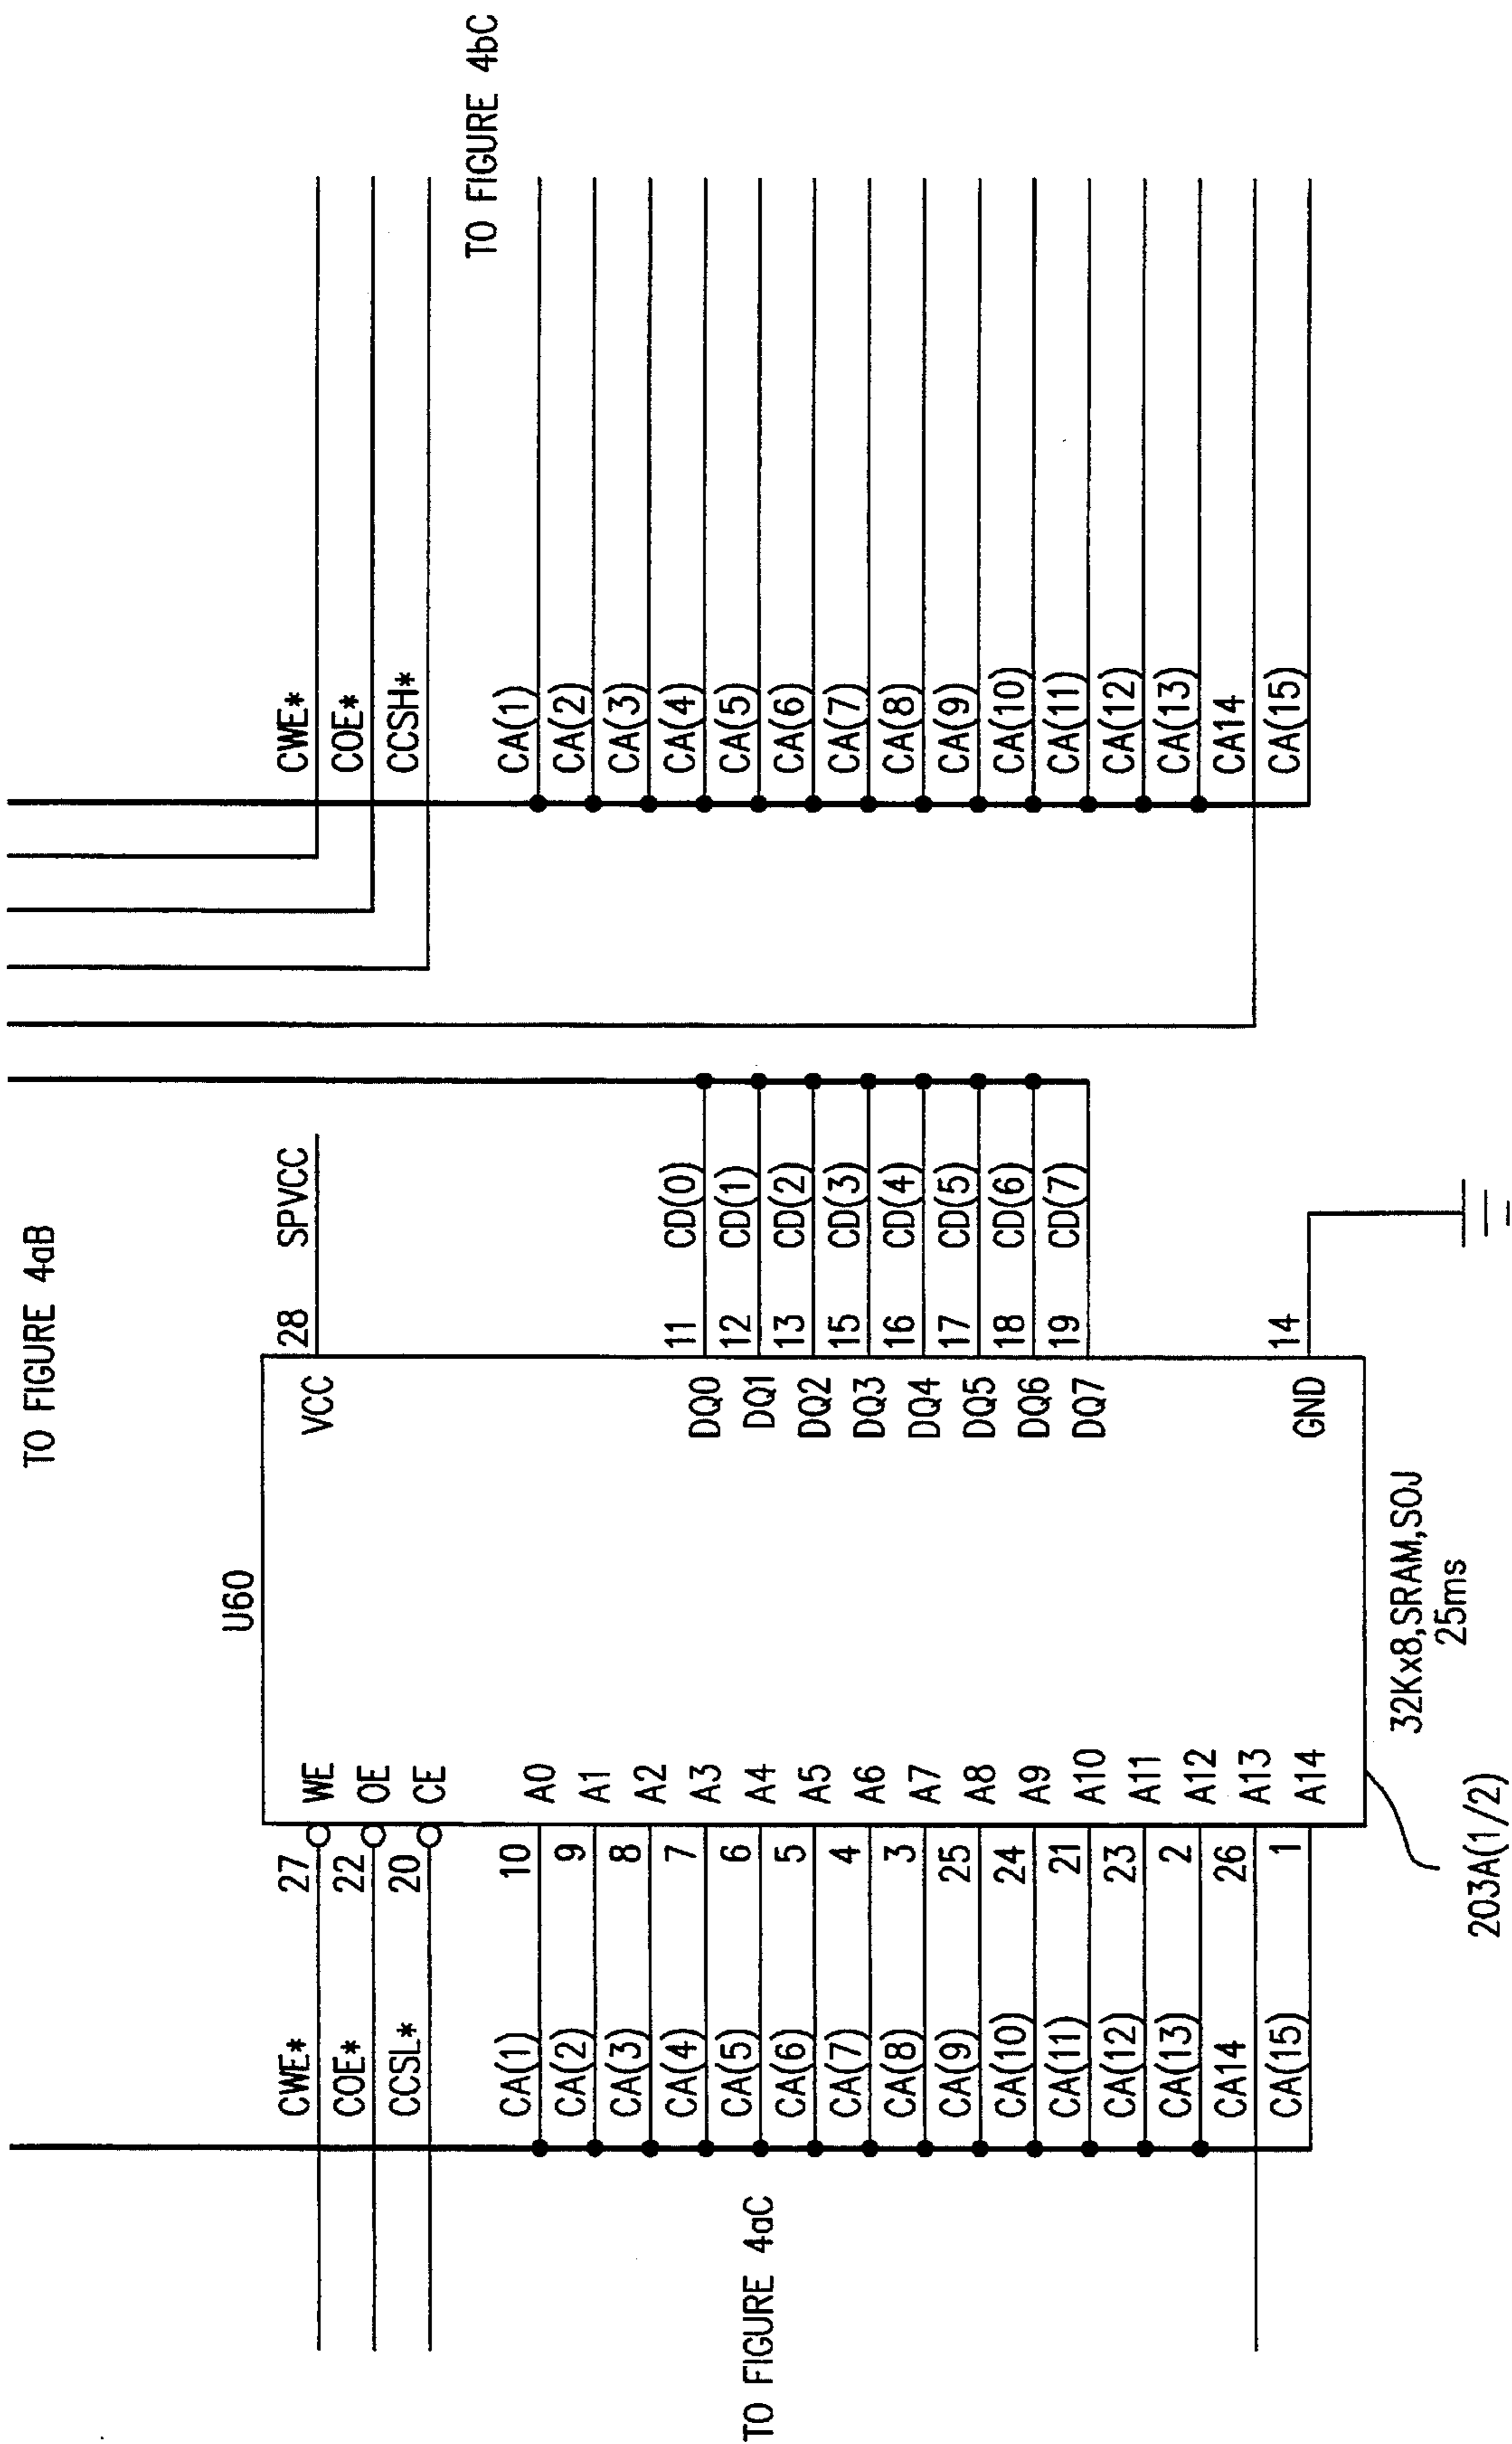 TO FIGURE 4aB
TO FIGURE 4aC
TO FIGURE 4bC
U60
CWE* 27 WE
COE* 22 OE
CCSL* 20 CE
CA(1) 10 A0
CA(2) 9 A1
CA(3) 8 A2
CA(4) 7 A3
CA(5) 6 A4
CA(6) 5 A5
CA(7) 4 A6
CA(8) 3 A7
CA(9) 25 A8
CA(10) 24 A9
CA(11) 21 A10
CA(12) 23 A11
CA(13) 2 A12
CA14 26 A13
CA(15) 1 A14
VCC 28 SPVCC
DQ0 11 CD(0)
DQ1 12 CD(1)
DQ2 13 CD(2)
DQ3 15 CD(3)
DQ4 16 CD(4)
DQ5 17 CD(5)
DQ6 18 CD(6)
DQ7 19 CD(7)
GND 14
32Kx8,SRAM,SOJ
25ms
203A(1/2)
CWE*
COE*
CCSH*
CA(1)
CA(2)
CA(3)
CA(4)
CA(5)
CA(6)
CA(7)
CA(8)
CA(9)
CA(10)
CA(11)
CA(12)
CA(13)
CA14
CA(15)